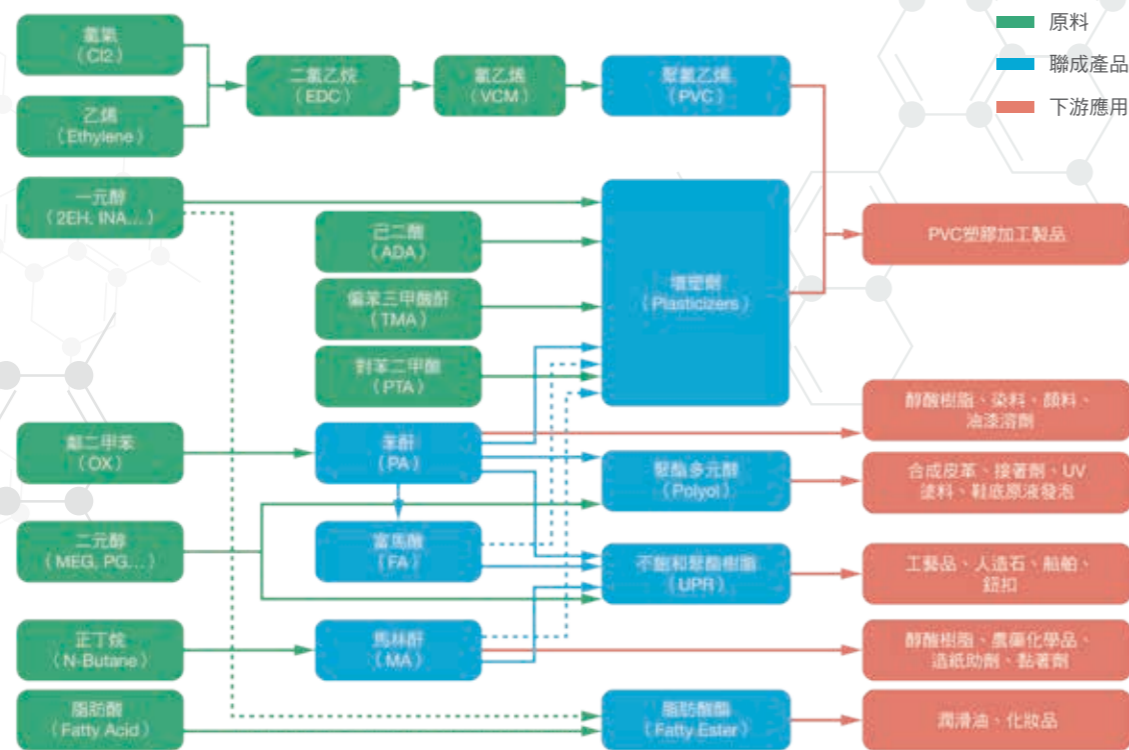 原料
聯成產品
下游應用
氯氣
(Cl2)
乙烯
(Ethylene)
二氯乙烷
(EDC)
氯乙烯
(VCM)
聚氯乙烯
(PVC)
一元醇
(2EH, INA...)
己二酸
(ADA)
偏苯三甲酸酐
(TMA)
對苯二甲酸
(PTA)
增塑劑
(Plasticizers)
PVC塑膠加工製品
鄰二甲苯
(OX)
苯酐
(PA)
聚酯多元醇
(Polyol)
醇酸樹脂、染料、顏料、
油漆溶劑
合成皮革、接著劑、UV
塗料、鞋底原液發泡
二元醇
(MEG, PG...)
富馬酸
(FA)
不飽和聚酯樹脂
(UPR)
工藝品、人造石、船舶、
鈕扣
正丁烷
(N-Butane)
馬林酐
(MA)
醇酸樹脂、農藥化學品、
造紙助劑、黏著劑
脂肪酸
(Fatty Acid)
脂肪酸酯
(Fatty Ester)
潤滑油、化妝品